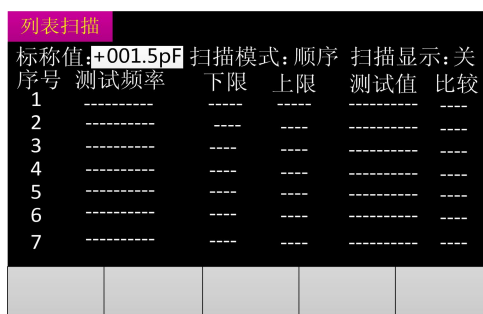 列表扫描
标称值:+001.5pF 扫描模式:顺序 扫描显示:关
序号 测试频率 下限 上限 测试值 比较
1 ---------- ----- ----- ---------- ----
2 ---------- ---- ---- ---------- ----
3 ---------- ---- ---- ---------- ----
4 ---------- ---- ---- ---------- ----
5 ---------- ---- ---- ---------- ----
6 ---------- ---- ---- ---------- ----
7 ---------- ---- ---- ---------- ----